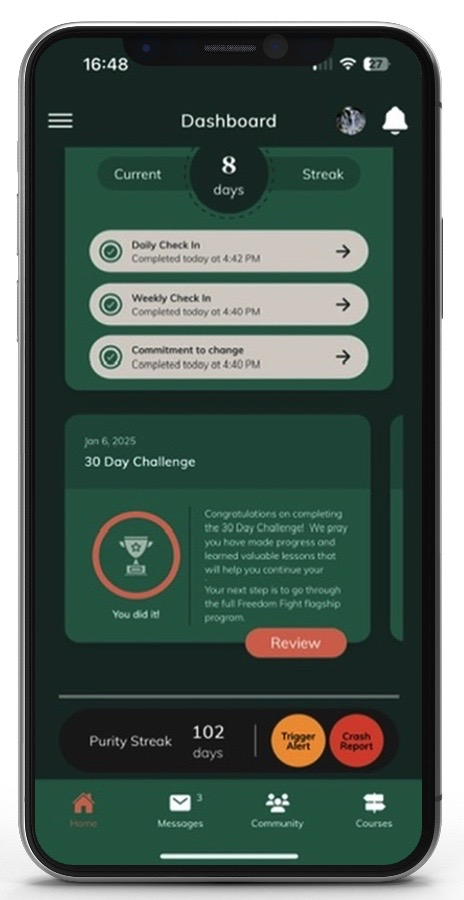 16:48
27
Dashboard
Current
8
days
Streak
Daily Check In
Completed today at 4:42 PM
Weekly Check In
Completed today at 4:40 PM
Commitment to change
Completed today at 4:40 PM
Jan 6, 2025
30 Day Challenge
Congratulations on completing
the 30 Day Challenge! We pray
you have made progress and
learned valuable lessons that
will help you continue your
Your next step is to go through
the full Freedom Fight flagship
program.
You did it!
Review
Purity Streak
102
days
Trigger
Alert
Crash
Report
Home
3
Messages
Community
Courses